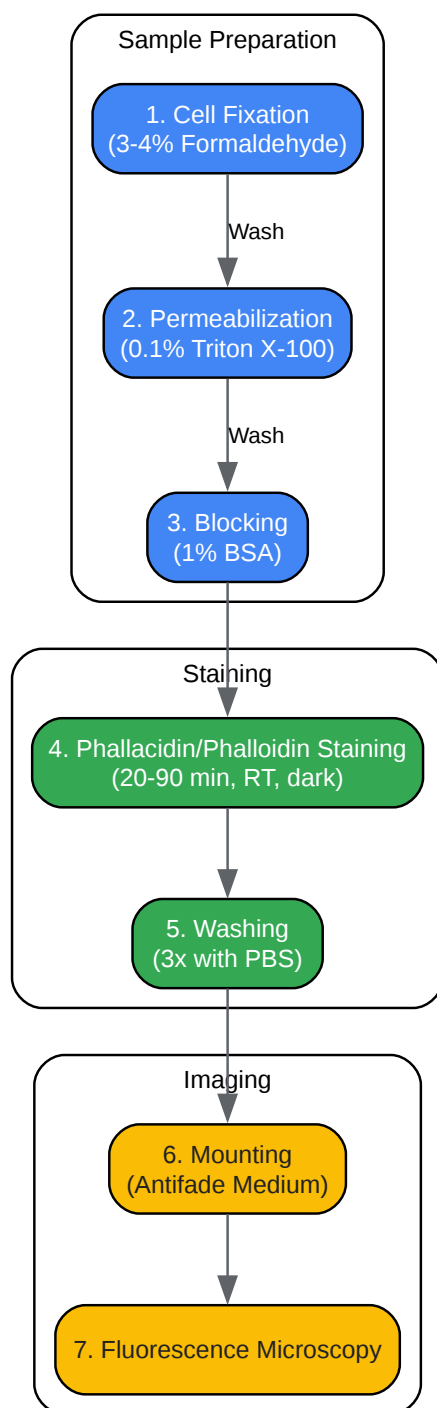 Sample Preparation
1. Cell Fixation
(3-4% Formaldehyde)
Wash
2. Permeabilization
(0.1% Triton X-100)
Wash
3. Blocking
(1% BSA)
Staining
4. Phallacidin/Phalloidin Staining
(20-90 min, RT, dark)
5. Washing
(3x with PBS)
Imaging
6. Mounting
(Antifade Medium)
7. Fluorescence Microscopy